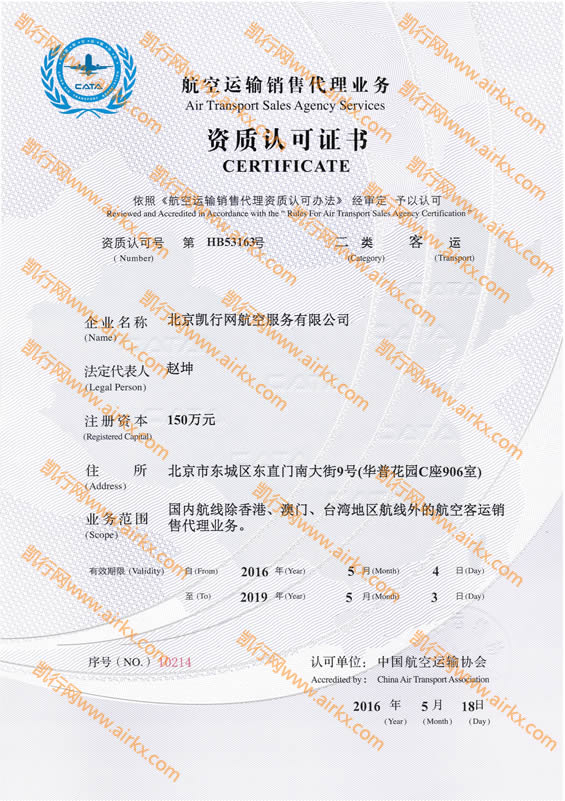 CATA
航空运输销售代理业务
Air Transport Sales Agency Services
资质认可证书
CERTIFICATE
依照《航空运输销售代理资质认可办法》 经审定 予以认可
Reviewed and Accredited in Accordance with the " Rules For Air Transport Sales Agency Certification "
资质认可号 第 HB53163号 二 类 客 运
( Number) (Category) (Transport)
企业名称 北京凯行网航空服务有限公司
(Name)
法定代表人 赵坤
(Legal Person)
注册资本 150万元
(Registered Capital)
住 所 北京市东城区东直门南大街9号(华普花园C座906室)
(Address)
业务范围 国内航线除香港、澳门、台湾地区航线外的航空客运销
(Scope) 售代理业务。
有效期限 (Validity) 自 (From) 2016 年 (Year) 5 月 (Month) 4 日 (Day)
至 (To) 2019 年 (Year) 5 月 (Month) 3 日 (Day)
序号 ( NO. ) 10214 认可单位: 中国航空运输协会
Accredited by : China Air Transport Association
2016 年 5 月 18日
(Year) (Month) (Day)
凯行网www.airkx.com